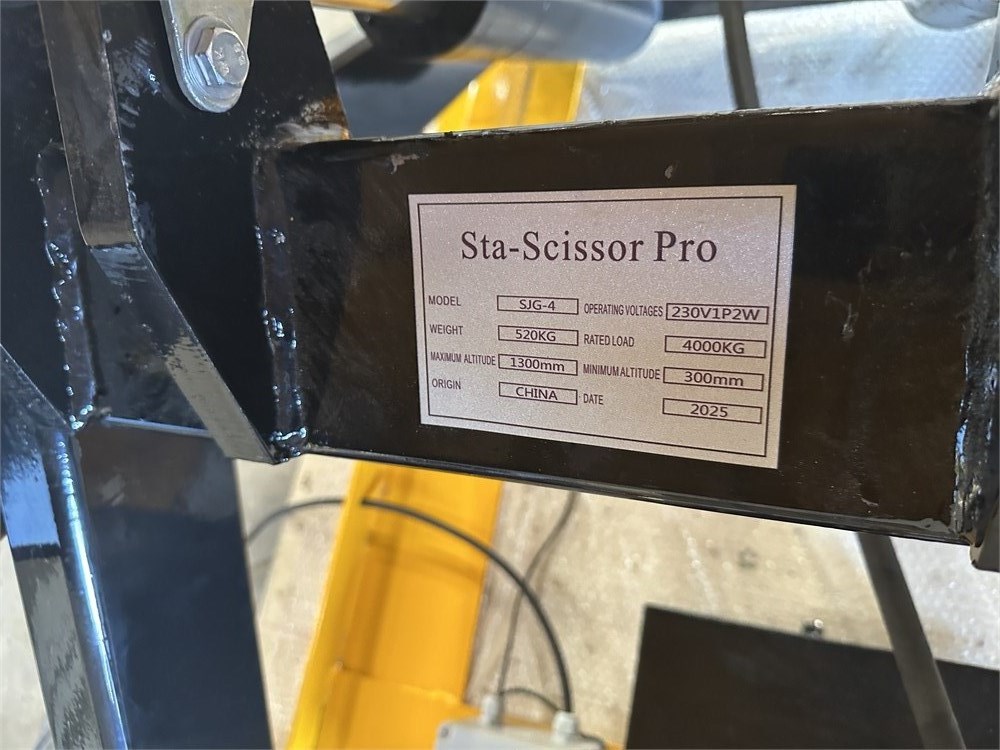 Sta-Scissor Pro
MODEL SJG-4 OPERATING VOLTAGES 230V1P2W
WEIGHT 520KG RATED LOAD 4000KG
MAXIMUM ALTITUDE 1300mm MINIMUM ALTITUDE 300mm
ORIGIN CHINA DATE 2025